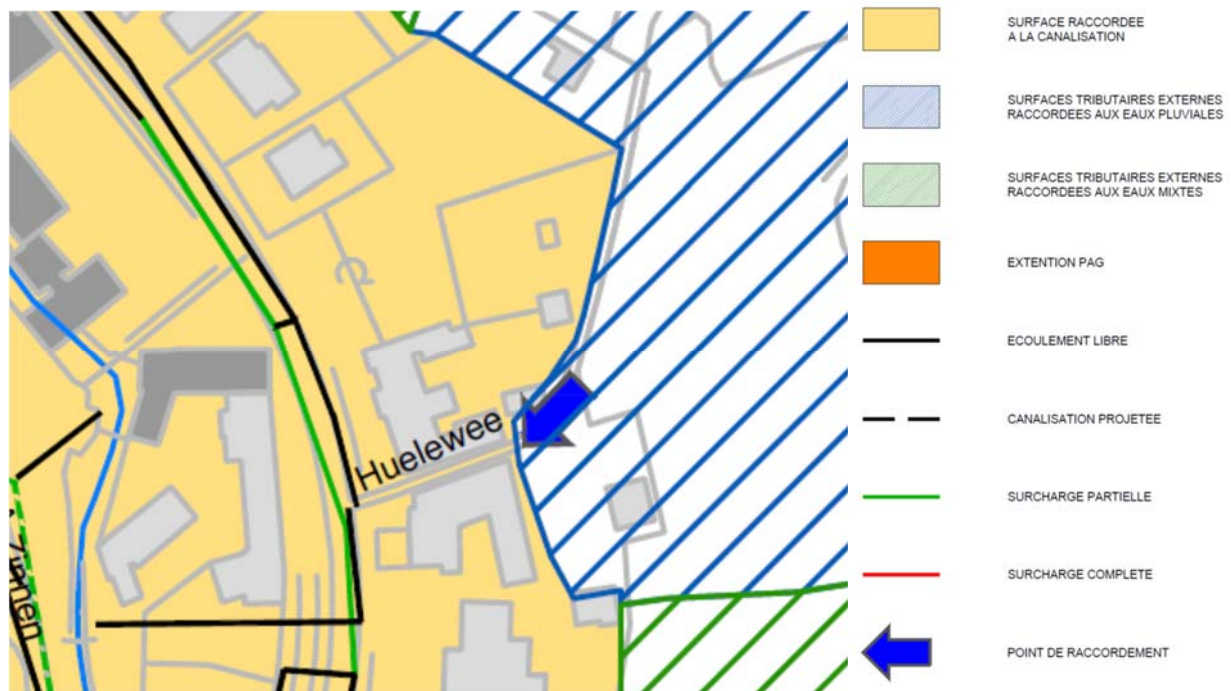 Huelewee
SURFACE RACCORDEE
A LA CANALISATION
SURFACES TRIBUTAIRES EXTERNES
RACCORDEES AUX EAUX PLUVIALES
SURFACES TRIBUTAIRES EXTERNES
RACCORDEES AUX EAUX MIXTES
EXTENTION PAG
ECOULEMENT LIBRE
CANALISATION PROJETEE
SURCHARGE PARTIELLE
SURCHARGE COMPLETE
POINT DE RACCORDEMENT